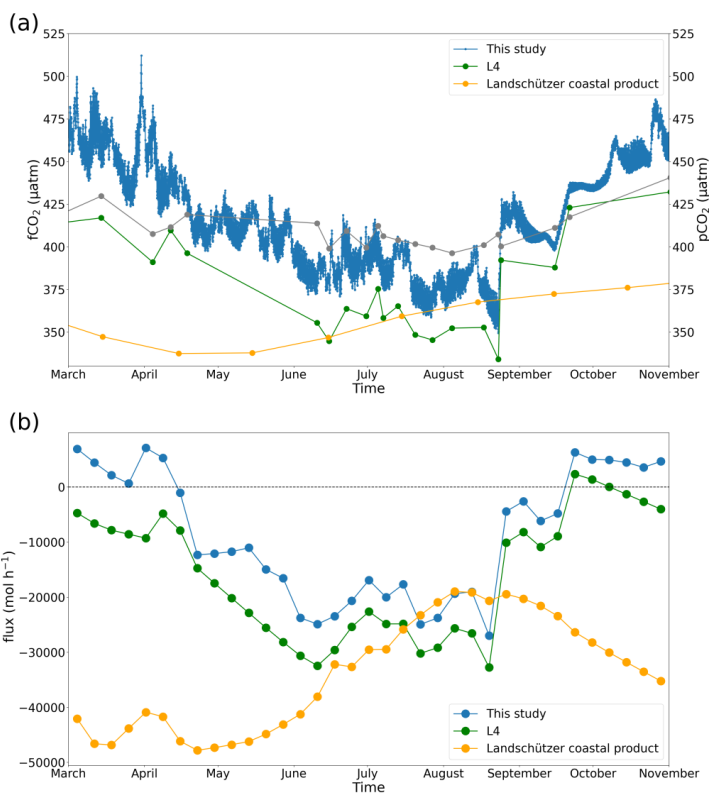 (a)
525
500
475
450
425
400
375
350
fCO₂ (µatm)
525
500
475
450
425
400
375
350
pCO₂ (µatm)
This study
L4
Landschützer coastal product
March April May June July August September October November
Time
(b)
0
−10000
−20000
−30000
−40000
−50000
flux (mol h⁻¹)
This study
L4
Landschützer coastal product
March April May June July August September October November
Time